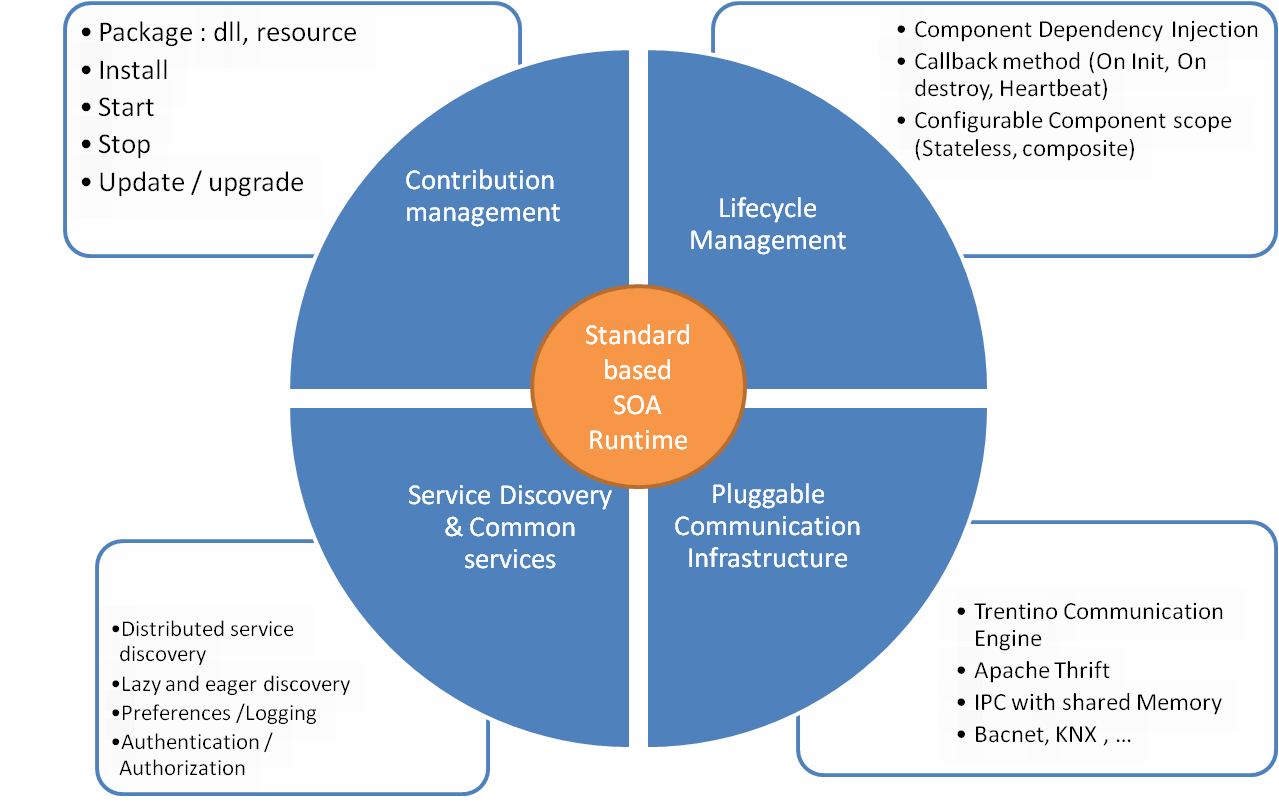 • Package : dll, resource
• Install
• Start
• Stop
• Update / upgrade
• Component Dependency Injection
• Callback method (On Init, On
destroy, Heartbeat)
• Configurable Component scope
(Stateless, composite)
Contribution
management
Lifecycle
Management
Standard
based
SOA
Runtime
Service Discovery
& Common
services
Pluggable
Communication
Infrastructure
•Distributed service
discovery
•Lazy and eager discovery
•Preferences /Logging
•Authentication /
Authorization
• Trentino Communication
Engine
• Apache Thrift
• IPC with shared Memory
• Bacnet, KNX , ...